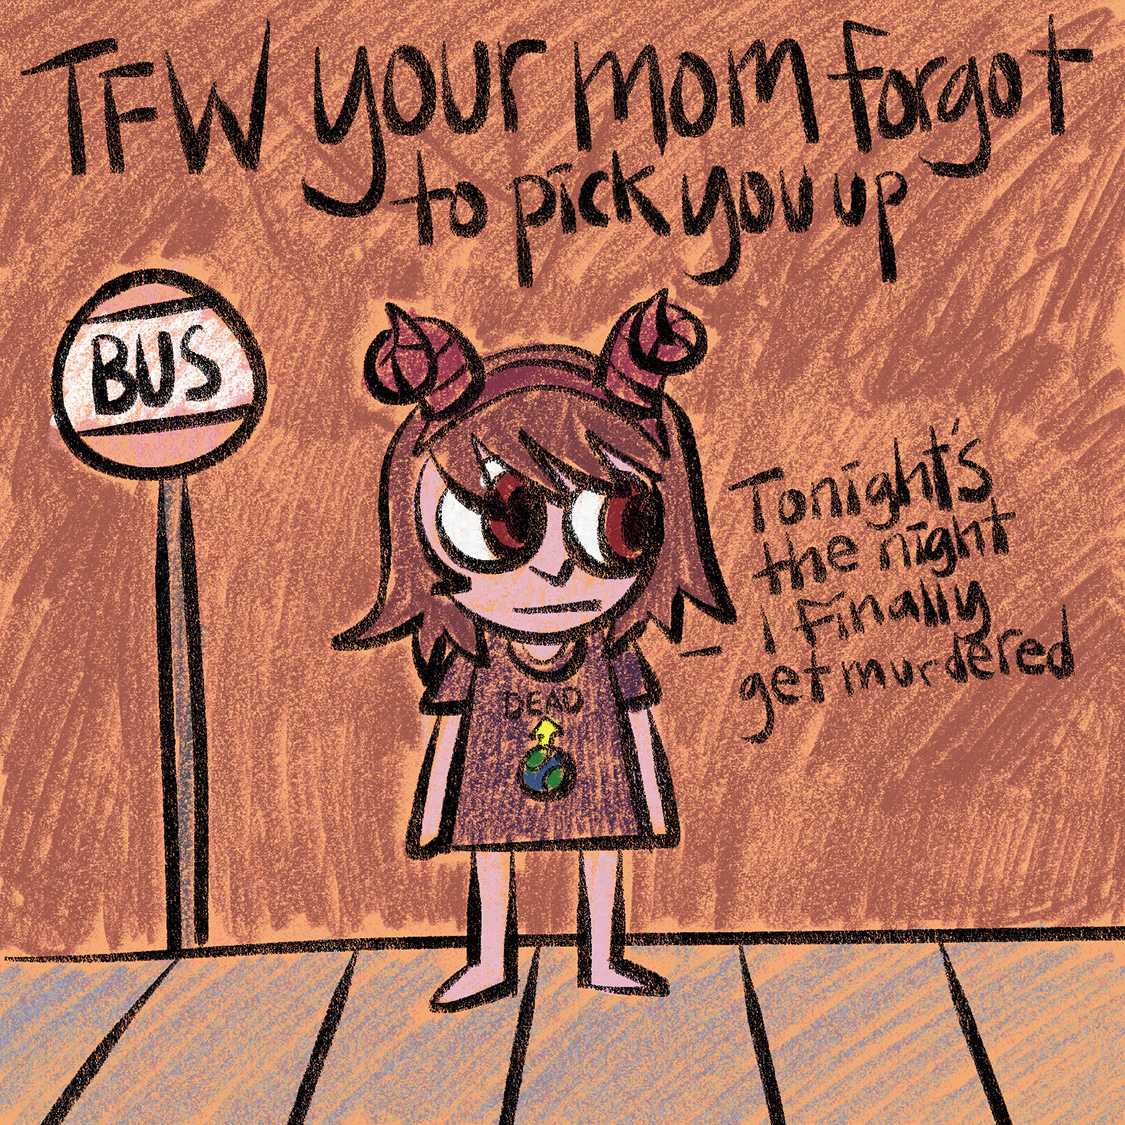 TFW your mom forgot
to pick you up
BUS
Tonight's
the night
I finally
get murdered
DEAD